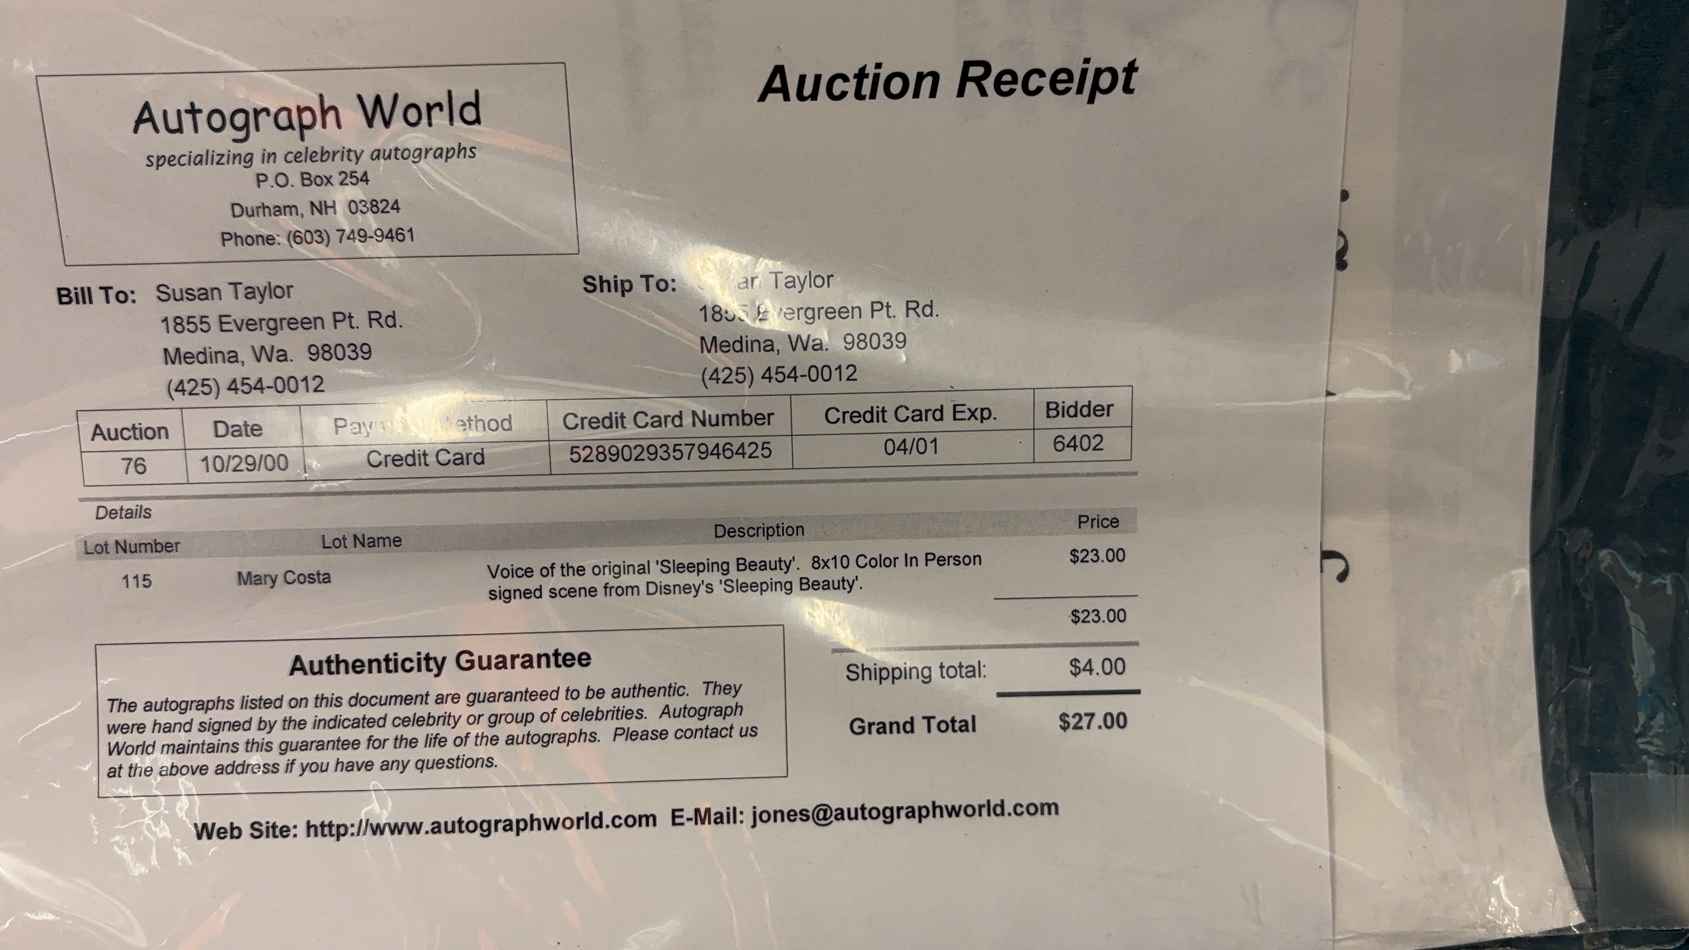 Auction Receipt
Autograph World
specializing in celebrity autographs
P.O. Box 254
Durham, NH 03824
Phone: (603) 749-9461
Bill To: Susan Taylor
1855 Evergreen Pt. Rd.
Medina, Wa. 98039
(425) 454-0012
Ship To: Taylor
Pt. Rd.
Medina, Wa. 98039
(425) 454-0012
Auction Date Credit Card Number Credit Card Exp. Bidder
76 10/29/00 Credit Card 5289029357946425 04/01 6402
Details
Lot Number Lot Name Description Price
115 Mary Costa Voice of the original 'Sleeping Beauty'. 8x10 Color In Person $23.00
signed scene from Disney's 'Sleeping Beauty'.
$23.00
Shipping total: $4.00
Grand Total $27.00
Authenticity Guarantee
The autographs listed on this document are guaranteed to be authentic. They
were hand signed by the indicated celebrity or group of celebrities. Autograph
World maintains this guarantee for the life of the autographs. Please contact us
at the above address if you have any questions.
Web Site: http://www.autographworld.com E-Mail: jones@autographworld.com